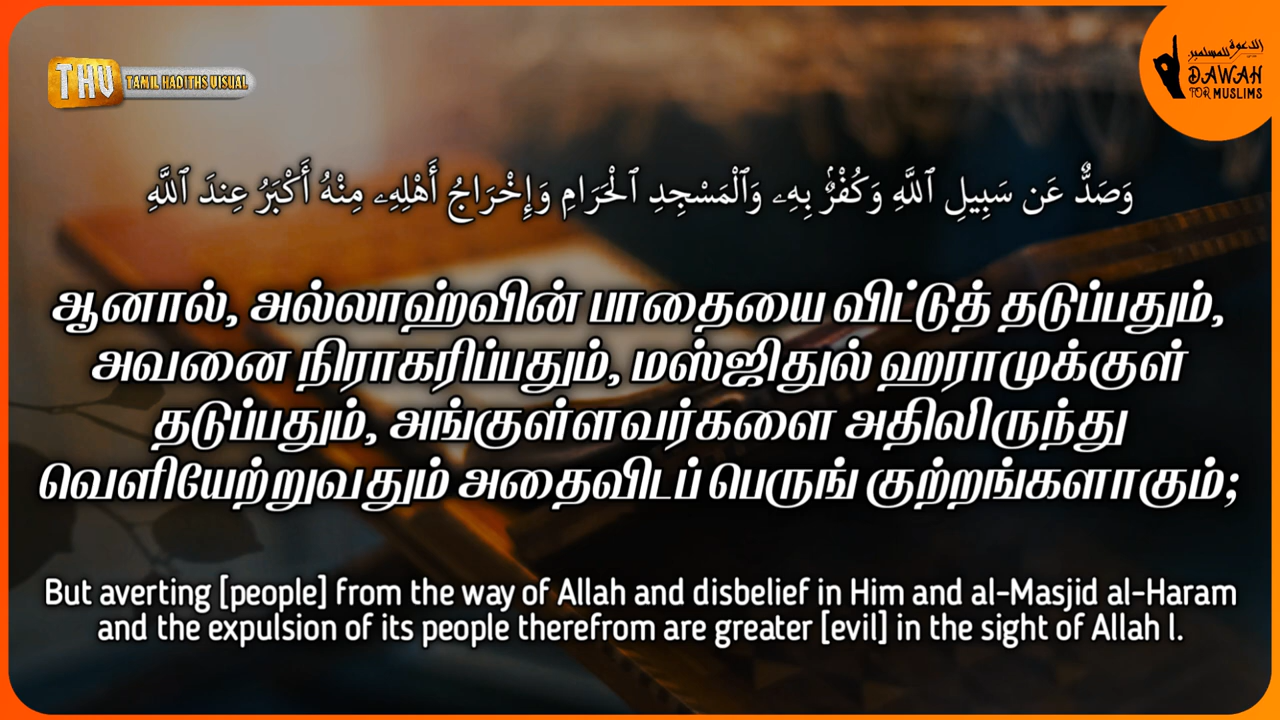 THV TAMIL HADITHS VISUAL
الدعوة للمسلمين
DAWAH
FOR MUSLIMS
وَصَدٌّ عَن سَبِيلِ ٱللَّهِ وَكُفْرٌۢ بِهِۦ وَٱلْمَسْجِدِ ٱلْحَرَامِ وَإِخْرَاجُ أَهْلِهِۦ مِنْهُ أَكْبَرُ عِندَ ٱللَّهِ
ஆனால், அல்லாஹ்வின் பாதையை விட்டுத் தடுப்பதும்,
அவனை நிராகரிப்பதும், மஸ்ஜிதுல் ஹராமுக்குள்
தடுப்பதும், அங்குள்ளவர்களை அதிலிருந்து
வெளியேற்றுவதும் அதைவிடப் பெருங் குற்றங்களாகும்;
But averting [people] from the way of Allah and disbelief in Him and al-Masjid al-Haram
and the expulsion of its people therefrom are greater [evil] in the sight of Allah l.